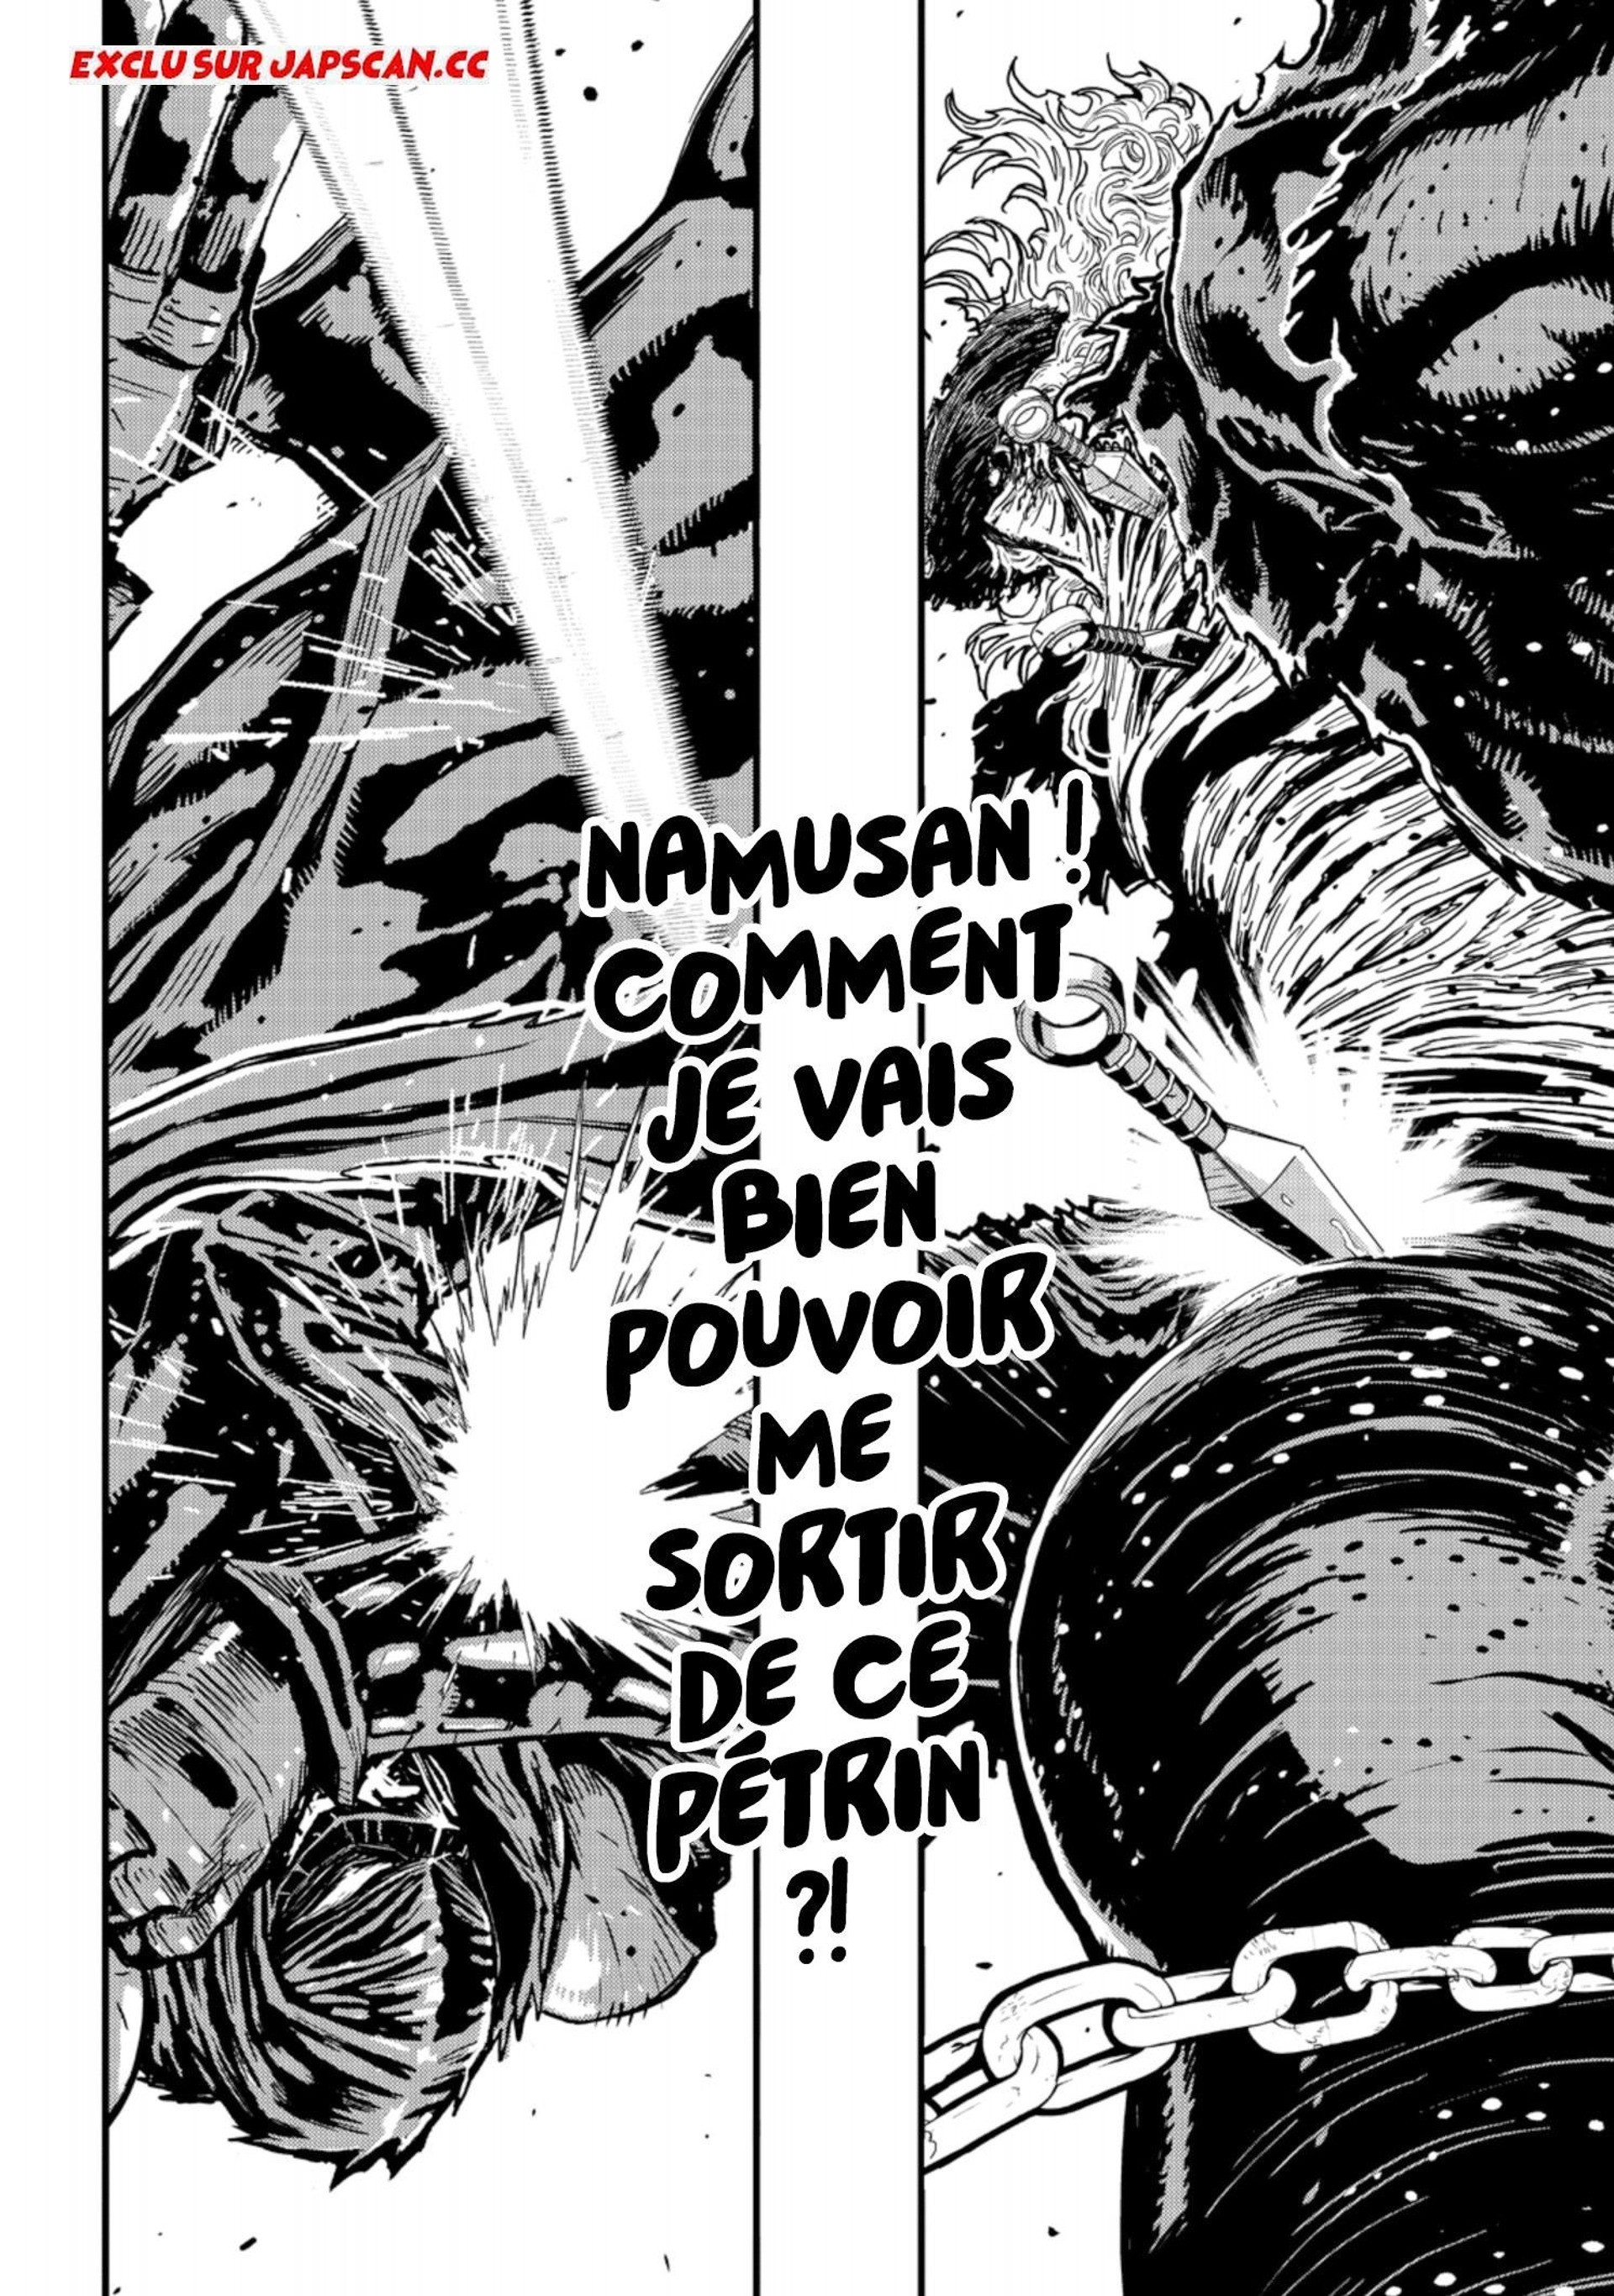 EXCLU SUR JAPSCAN.CC
NAMUSAN !
COMMENT
JE VAIS
BIEN
POUVOIR
ME
SORTIR
DE CE
PÉTRIN
?!